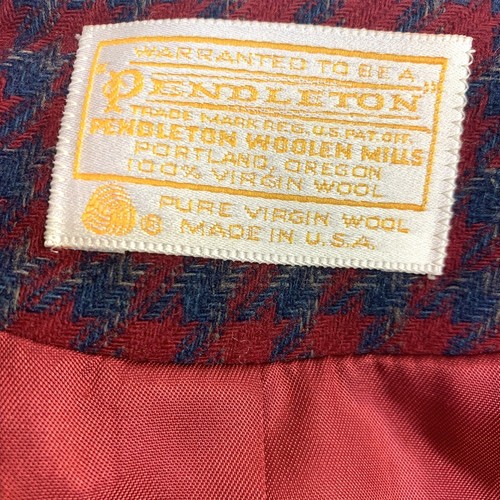 WARRANTED TO BE A
"PENDLETON"
TRADE MARK REG. U.S. PAT. OFF.
PENDLETON WOOLEN MILLS
PORTLAND, OREGON
100% VIRGIN WOOL
PURE VIRGIN WOOL
MADE IN U.S.A.